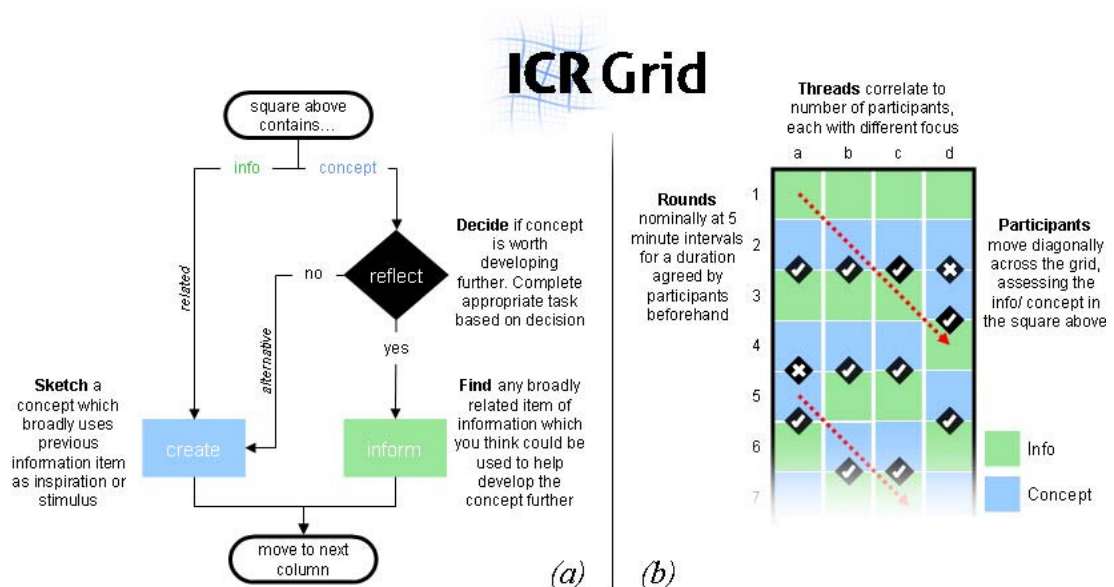 ICR Grid
square above
contains...
info
concept
related
alternative
no
reflect
yes
Decide if concept
is worth
developing
further. Complete
appropriate task
based on decision
Sketch a
concept which
broadly uses
previous
information item
as inspiration or
stimulus
create
inform
Find any broadly
related item of
information which
you think could be
used to help
develop the
concept further
move to next
column
(a)
Threads correlate to
number of participants,
each with different focus
a b c d
1
2
3
4
5
6
7
Rounds
nominally at 5
minute intervals
for a duration
agreed by
participants
beforehand
Participants
move diagonally
across the grid,
assessing the
info/ concept in
the square above
Info
Concept
(b)